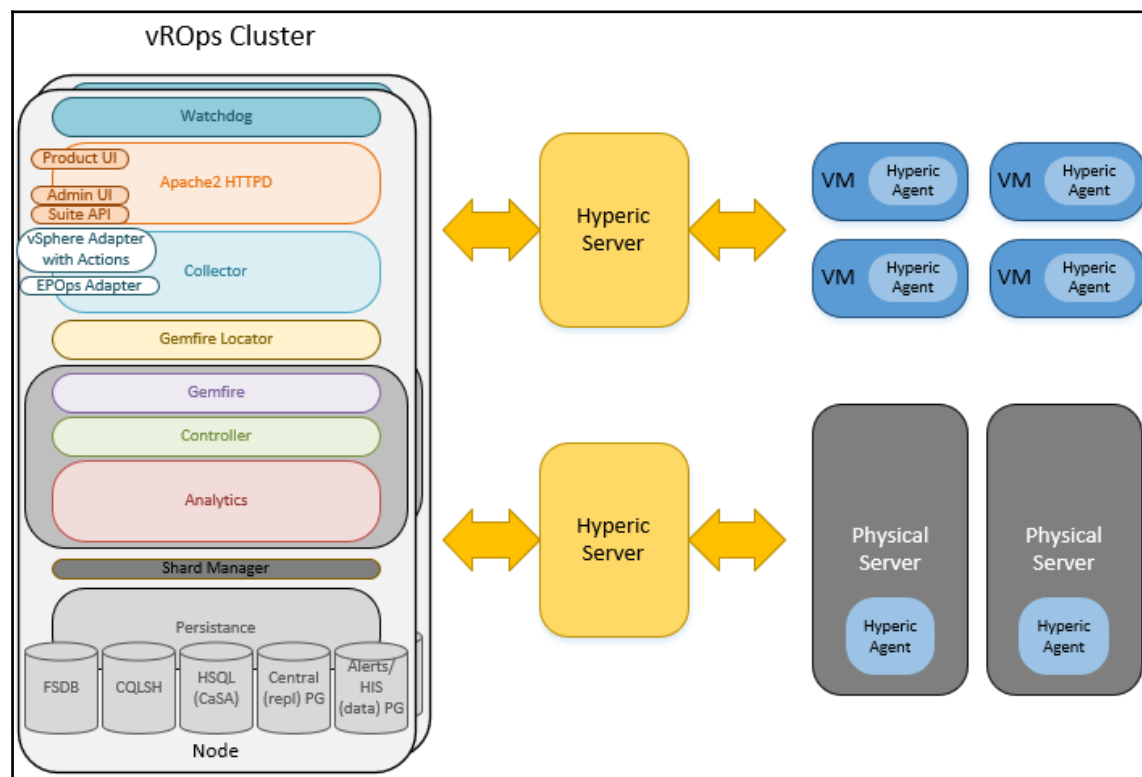 vROps Cluster
Watchdog
Product UI
Apache2 HTTPD
Admin UI
Suite API
vSphere Adapter
with Actions
Collector
EPOps Adapter
Gemfire Locator
Gemfire
Controller
Analytics
Shard Manager
Persistance
FSDB
CQLSH
HSQL
(CaSA)
Central
(repl) PG
Alerts/
HIS
(data) PG
Node
Hyperic
Server
Hyperic
Server
VM
Hyperic
Agent
VM
Hyperic
Agent
VM
Hyperic
Agent
VM
Hyperic
Agent
Physical
Server
Hyperic
Agent
Physical
Server
Hyperic
Agent